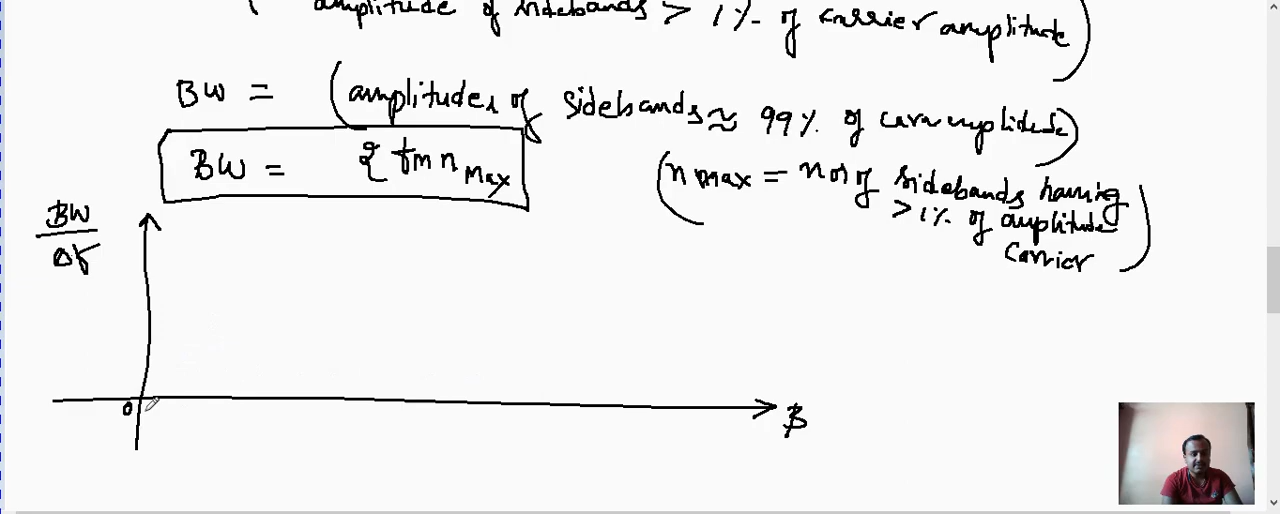 amplitude of sidebands > 1% of carrier amplitude)
BW = (amplitudes of sidebands ≈ 99% of carr amplitude)
BW = 2 fm n max
(n max = no of sidebands having
> 1% of amplitude
carrier)
BW
Δf
0
β